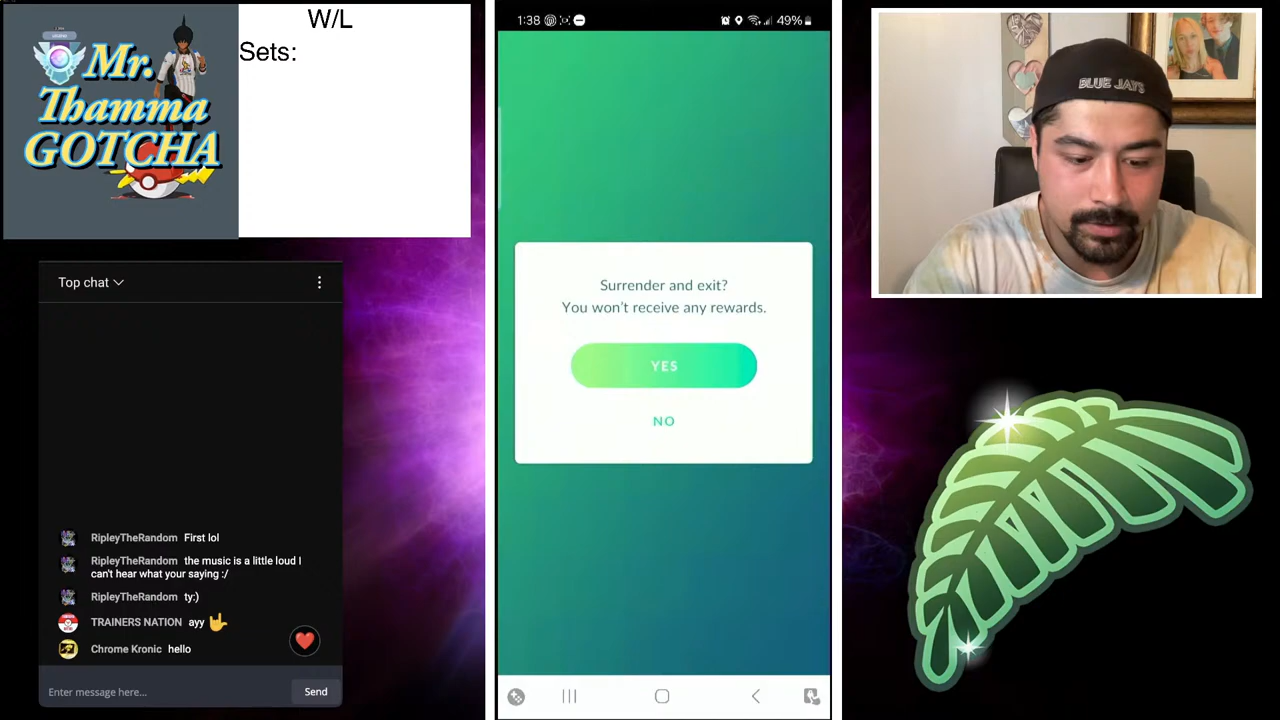 W/L
Sets:
Mr.
Thamma
GOTCHA
1:38
49%
BLUE JAYS
Surrender and exit?
You won't receive any rewards.
YES
NO
Top chat
RipleyTheRandom First lol
RipleyTheRandom the music is a little loud I
can't hear what your saying :/
RipleyTheRandom ty:)
TRAINERS NATION ayy 🤟
Chrome Kronic hello
Enter message here...
Send